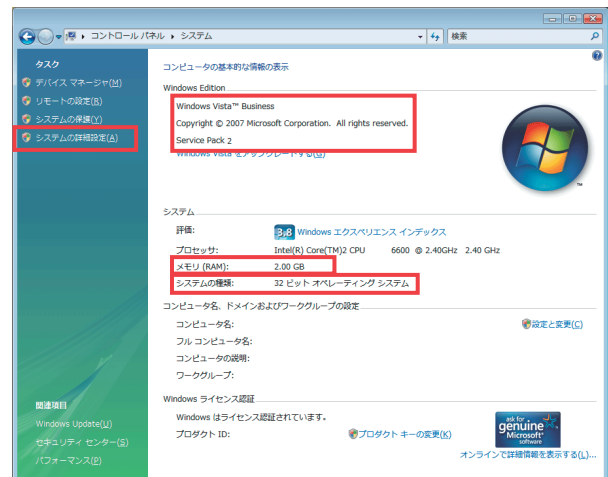 コントロール パネル ▸ システム
検索
タスク
デバイス マネージャ(M)
リモートの設定(R)
システムの保護(Y)
システムの詳細設定(A)
コンピュータの基本的な情報の表示
Windows Edition
Windows Vista™ Business
Copyright © 2007 Microsoft Corporation. All rights reserved.
Service Pack 2
Windows Vista をアップグレードする(G)
システム
評価: 3,8 Windows エクスペリエンス インデックス
プロセッサ: Intel(R) Core(TM)2 CPU 6600 @ 2.40GHz 2.40 GHz
メモリ (RAM): 2.00 GB
システムの種類: 32 ビット オペレーティング システム
コンピュータ名、ドメインおよびワークグループの設定
コンピュータ名: 設定と変更(C)
フル コンピュータ名:
コンピュータの説明:
ワークグループ:
Windows ライセンス認証
Windows はライセンス認証されています。
プロダクト ID: プロダクト キーの変更(K)
ask for
genuine
Microsoft
software
オンラインで詳細情報を表示する(L)...
関連項目
Windows Update(U)
セキュリティ センター(S)
パフォーマンス(P)